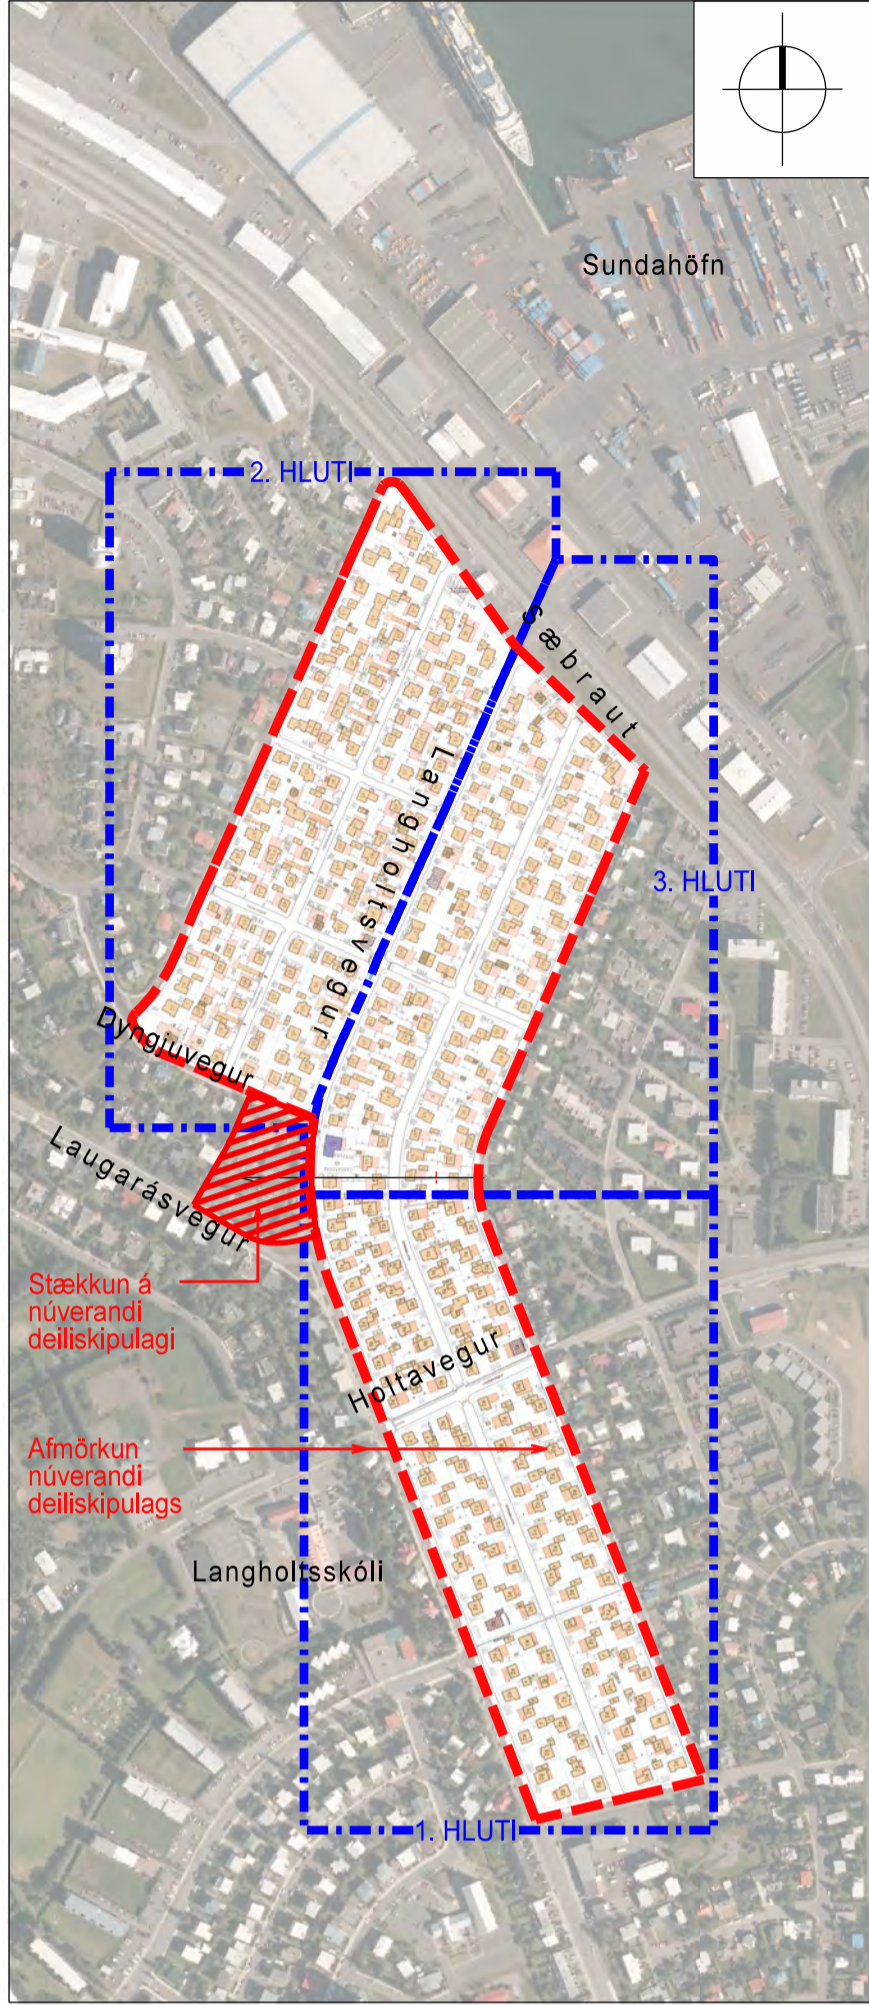 Sundahöfn
2. HLUTI
Sæbraut
Langholtsvegur
3. HLUTI
Dyngjuvegur
Laugarásvegur
Stækkun á
núverandi
deiliskipulagi
Holtavegur
Afmörkun
núverandi
deiliskipulags
Langholtsskóli
1. HLUTI